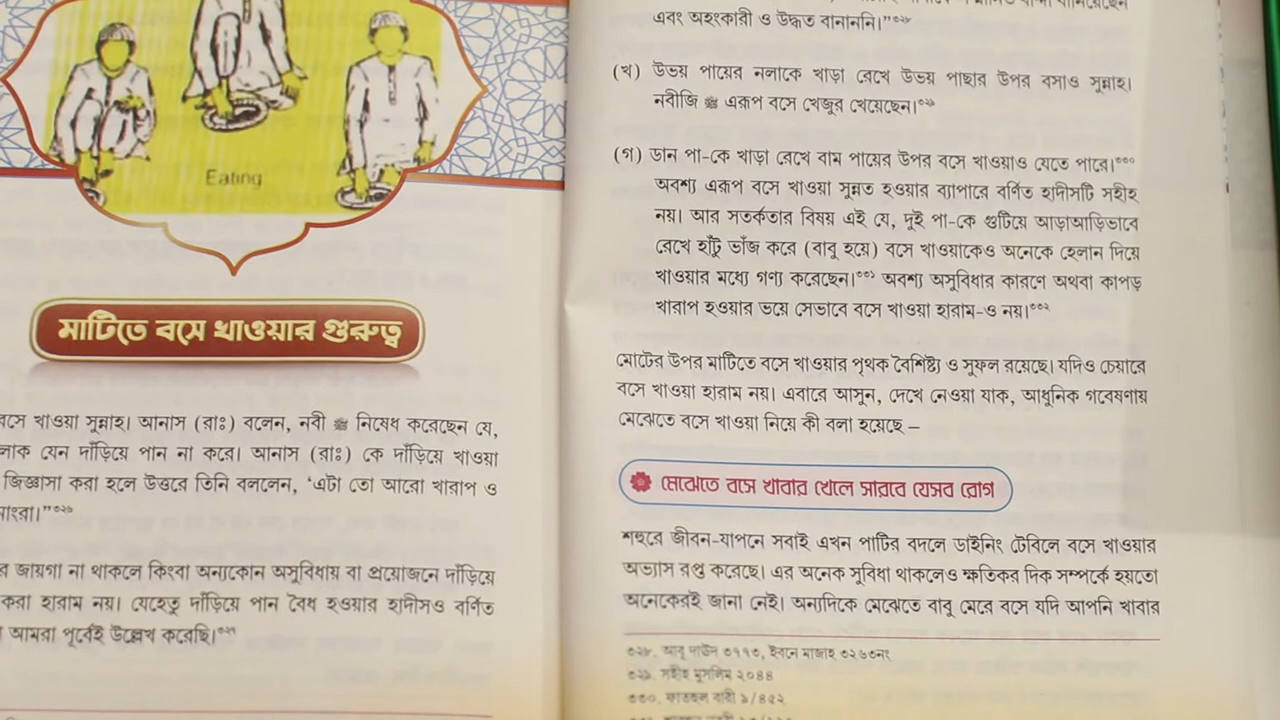 Eating
মাটিতে বসে খাওয়ার গুরুত্ব
বসে খাওয়া সুন্নাহ। আনাস (রাঃ) বলেন, নবী ﷺ নিষেধ করেছেন যে,
যেন দাঁড়িয়ে পান না করে। আনাস (রাঃ) কে দাঁড়িয়ে খাওয়া
জিজ্ঞাসা করা হলে উত্তরে তিনি বললেন, ‘এটা তো আরো খারাপ ও
জায়গা না থাকলে কিংবা অন্যকোন অসুবিধায় বা প্রয়োজনে দাঁড়িয়ে
করা হারাম নয়। যেহেতু দাঁড়িয়ে পান বৈধ হওয়ার হাদীসও বর্ণিত
আমরা পূর্বেই উল্লেখ করেছি।৩২৭
এবং অহংকারী ও উদ্ধত বানাননি।”৩২৮
(খ) উভয় পায়ের নলাকে খাড়া রেখে উভয় পাছার উপর বসাও সুন্নাহ।
নবীজি ﷺ এরূপ বসে খেজুর খেয়েছেন।৩২৯
(গ) ডান পা-কে খাড়া রেখে বাম পায়ের উপর বসে খাওয়াও যেতে পারে।৩৩০
অবশ্য এরূপ বসে খাওয়া সুন্নত হওয়ার ব্যাপারে বর্ণিত হাদীসটি সহীহ
নয়। আর সতর্কতার বিষয় এই যে, দুই পা-কে গুটিয়ে আড়াআড়িভাবে
রেখে হাঁটু ভাঁজ করে (বাবু হয়ে) বসে খাওয়াকেও অনেকে হেলান দিয়ে
খাওয়ার মধ্যে গণ্য করেছেন।৩৩১ অবশ্য অসুবিধার কারণে অথবা কাপড়
খারাপ হওয়ার ভয়ে সেভাবে বসে খাওয়া হারাম-ও নয়।৩৩২
মোটের উপর মাটিতে বসে খাওয়ার পৃথক বৈশিষ্ট্য ও সুফল রয়েছে। যদিও চেয়ারে
বসে খাওয়া হারাম নয়। এবারে আসুন, দেখে নেওয়া যাক, আধুনিক গবেষণায়
মেঝেতে বসে খাওয়া নিয়ে কী বলা হয়েছে –
মেঝেতে বসে খাবার খেলে সারবে যেসব রোগ
শহুরে জীবন-যাপনে সবাই এখন পাটির বদলে ডাইনিং টেবিলে বসে খাওয়ার
অভ্যাস রপ্ত করেছে। এর অনেক সুবিধা থাকলেও ক্ষতিকর দিক সম্পর্কে হয়তো
অনেকেরই জানা নেই। অন্যদিকে মেঝেতে বাবু মেরে বসে যদি আপনি খাবার
৩২৮. আবু দাউদ ৩৭৭৩, ইবনে মাজাহ ৩২৬৩নং
৩২৯. সহীহ মুসলিম ২০৪৪
৩৩০. ফাতহুল বারী ৯/৪৫২